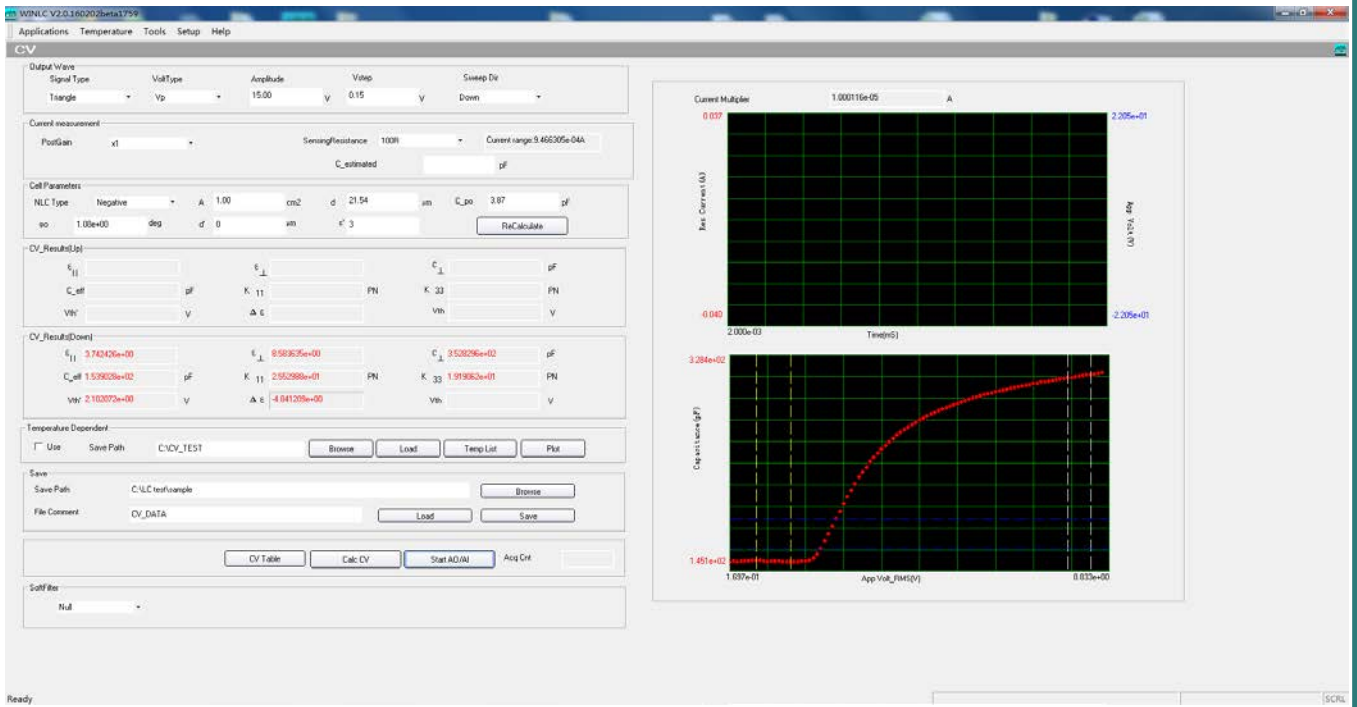 WINLC V2.0.160202beta1759
Applications Temperature Tools Setup Help
CV
Output Wave
Signal Type VoltType Amplitude Vstep Sweep Dir
Triangle Vp 15.00 V 0.15 V Down
Current measurement
PostGain x1 SensingResistance 100R Current range:9.466305e-04A
C_estimated pF
Cell Parameters
NLC Type Negative A 1.00 cm2 d 21.54 um C_po 3.87 pF
1.08e+00 deg d' 0 um ε' 3 ReCalculate
CV_Results(Up)
ε || ε ⊥ C ⊥ pF
C_eff pF K 11 PN K 33 PN
Vth' V Δ ε Vth V
CV_Results(Down)
ε || 3.742426e+00 ε ⊥ 8.583635e+00 C ⊥ 3.528296e+02 pF
C_eff 1.539028e+02 pF K 11 2.552988e+01 PN K 33 1.919062e+01 PN
Vth' 2.102072e+00 V Δ ε -4.841209e+00 Vth V
Temperature Dependent
Use Save Path C:\CV_TEST Browse Load Temp List Plot
Save
Save Path C:\LC test\sample Browse
File Comment CV_DATA Load Save
CV Table Calc CV Start AO/AI Acq Cnt
SoftFilter
Null
Current Multiplier 1.000116e-05 A
0.037 2.205e+01
Res Current(A)
App Volt(V)
-0.040 -2.205e+01
2.000e-03 Time(mS)
3.284e+02
Capacitance(pF)
1.451e+02
1.697e-01 App Volt_RMS(V) 8.833e+00
Ready SCRL